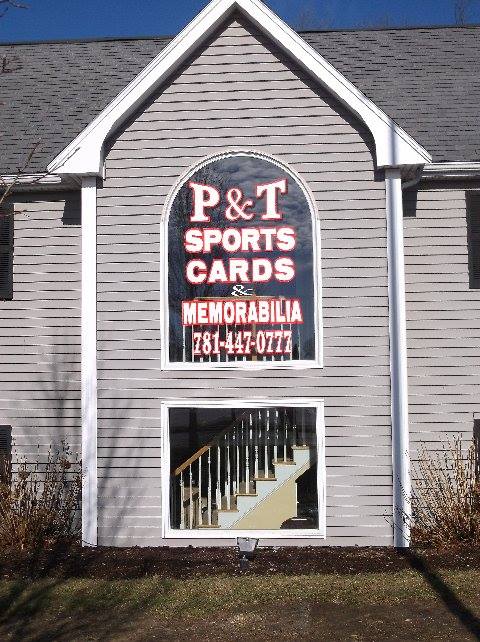 P & T
SPORTS
CARDS
&
MEMORABILIA
781-447-0777